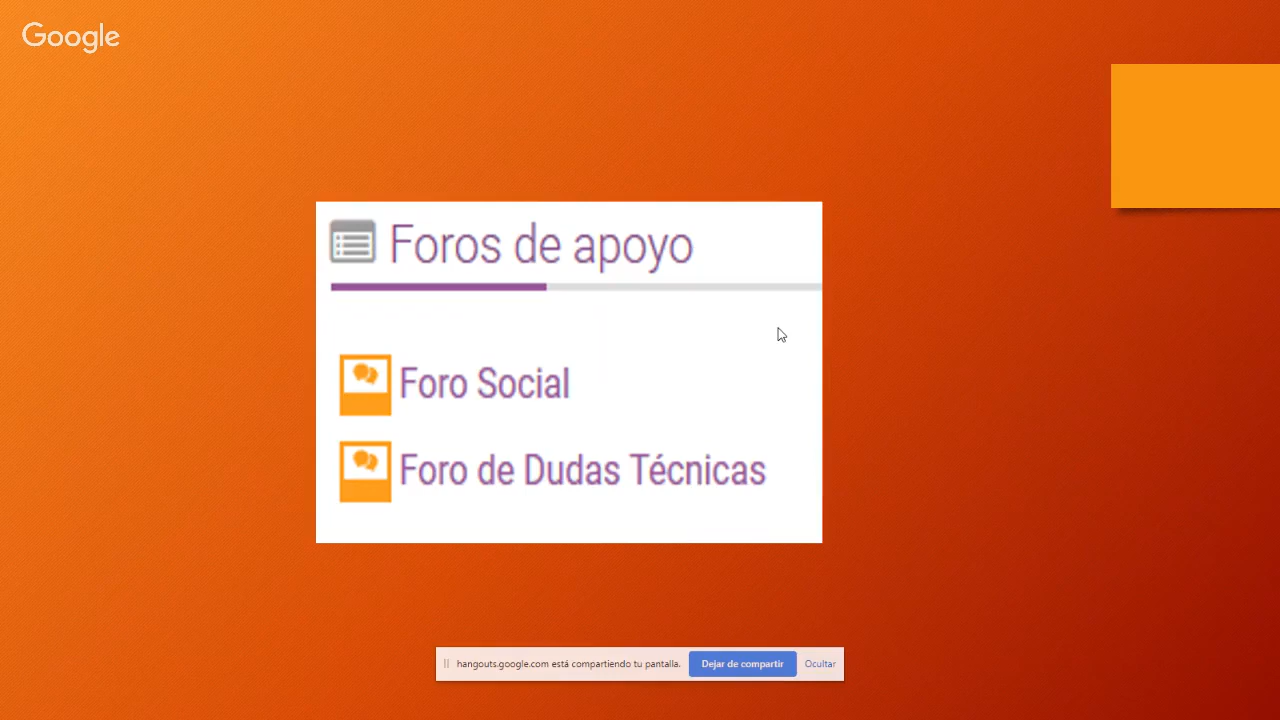 Google
Foros de apoyo
Foro Social
Foro de Dudas Técnicas
hangouts.google.com está compartiendo tu pantalla. Dejar de compartir Ocultar